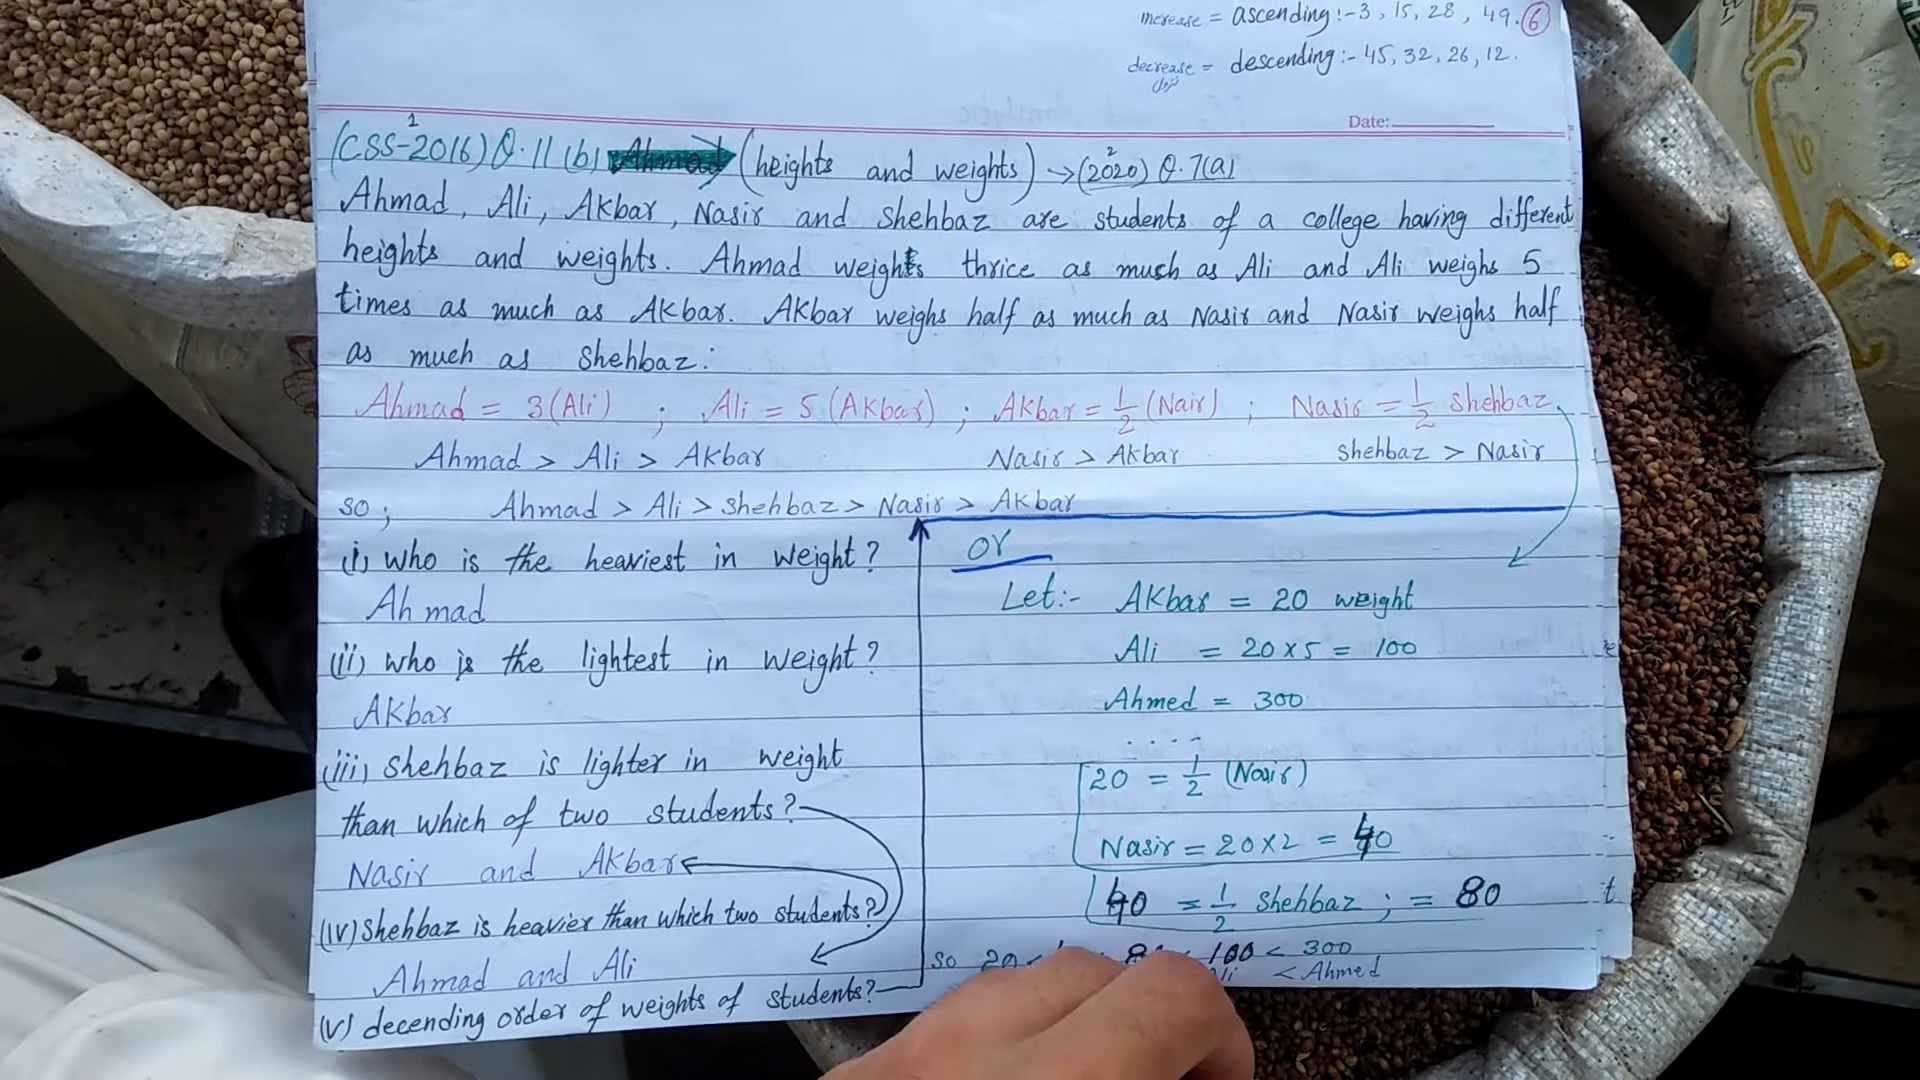 increase = ascending :- 3, 15, 28, 49. 6
decrease = descending :- 45, 32, 26, 12.
Date:
(CSS-2016) Q.11 (b) Ahmad (heights and weights) → (2020) Q.7(a)
1
2
Ahmad, Ali, Akbar, Nasir and Shehbaz are students of a college having different
heights and weights. Ahmad weights thrice as much as Ali and Ali weighs 5
times as much as Akbar. Akbar weighs half as much as Nasir and Nasir weighs half
as much as Shehbaz:
Ahmad = 3(Ali) ; Ali = 5 (Akbar) ; Akbar = 1/2 (Nair) ; Nasir = 1/2 Shehbaz
Ahmad > Ali > Akbar Nasir > Akbar Shehbaz > Nasir
so; Ahmad > Ali > Shehbaz > Nasir > Akbar
(i) who is the heaviest in weight?
Ahmad
(ii) who is the lightest in weight?
Akbar
(iii) Shehbaz is lighter in weight
than which of two students?
Nasir and Akbar
(iv) Shehbaz is heavier than which two students?
Ahmad and Ali
(v) decending order of weights of students?
or
Let:- Akbar = 20 weight
Ali = 20 x 5 = 100
Ahmed = 300
. . . .
20 = 1/2 (Nasir)
Nasir = 20 x 2 = 40
40 = 1/2 Shehbaz ; = 80
so 20 < 100 < 300
< Ahmed